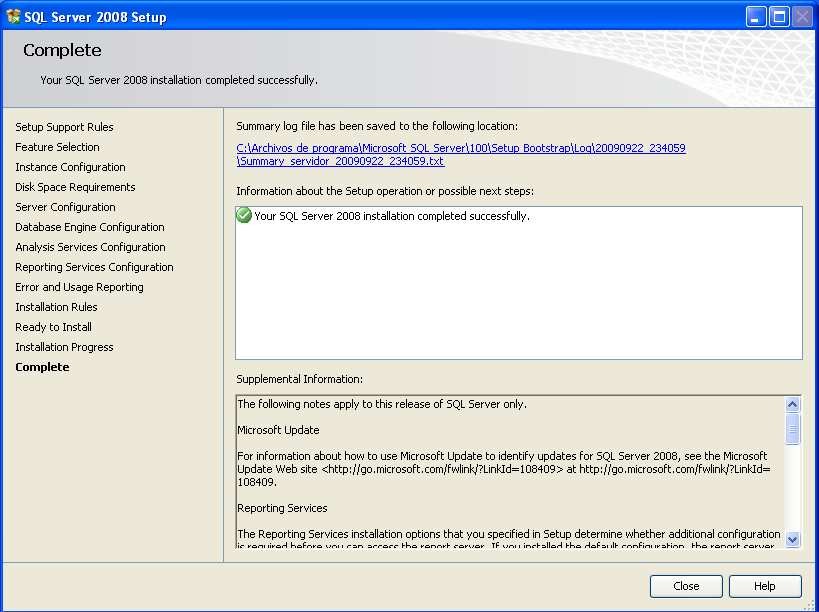 SQL Server 2008 Setup
Complete
Your SQL Server 2008 installation completed successfully.
Setup Support Rules
Feature Selection
Instance Configuration
Disk Space Requirements
Server Configuration
Database Engine Configuration
Analysis Services Configuration
Reporting Services Configuration
Error and Usage Reporting
Installation Rules
Ready to Install
Installation Progress
Complete
Summary log file has been saved to the following location:
C:\Archivos de programa\Microsoft SQL Server\100\Setup Bootstrap\Log\20090922_234059
\Summary_servidor_20090922_234059.txt
Information about the Setup operation or possible next steps:
Your SQL Server 2008 installation completed successfully.
Supplemental Information:
The following notes apply to this release of SQL Server only.
Microsoft Update
For information about how to use Microsoft Update to identify updates for SQL Server 2008, see the Microsoft
Update Web site <http://go.microsoft.com/fwlink/?LinkId=108409> at http://go.microsoft.com/fwlink/?LinkId=
108409.
Reporting Services
The Reporting Services installation options that you specified in Setup determine whether additional configuration
is required before you can access the report server. If you installed the default configuration, the report server
Close
Help